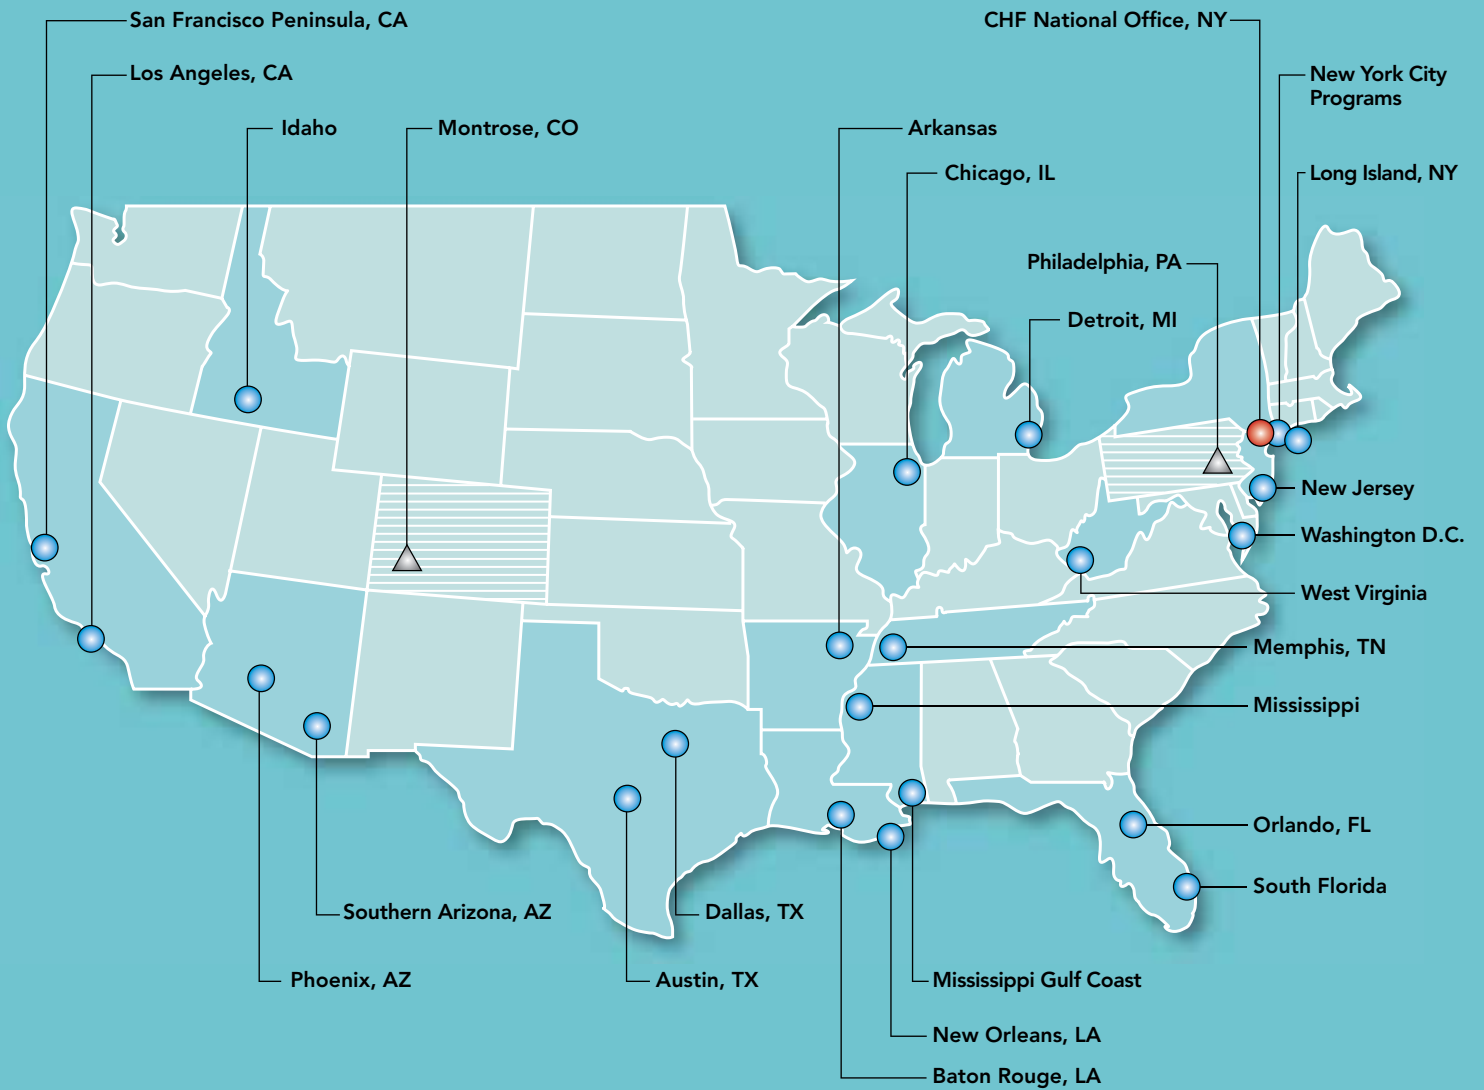 San Francisco Peninsula, CA
CHF National Office, NY
Los Angeles, CA
New York City
Programs
Idaho
Montrose, CO
Arkansas
Chicago, IL
Long Island, NY
Philadelphia, PA
Detroit, MI
New Jersey
Washington D.C.
West Virginia
Memphis, TN
Mississippi
Orlando, FL
South Florida
Southern Arizona, AZ
Dallas, TX
Phoenix, AZ
Austin, TX
Mississippi Gulf Coast
New Orleans, LA
Baton Rouge, LA